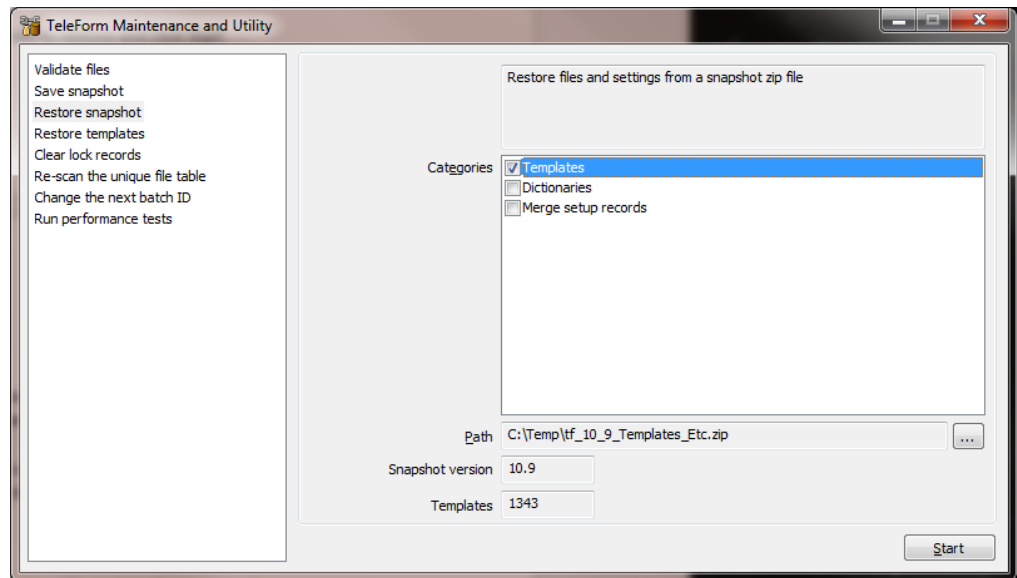 TeleForm Maintenance and Utility
Validate files
Save snapshot
Restore snapshot
Restore templates
Clear lock records
Re-scan the unique file table
Change the next batch ID
Run performance tests
Restore files and settings from a snapshot zip file
Categories
Templates
Dictionaries
Merge setup records
Path C:\Temp\tf_10_9_Templates_Etc.zip ...
Snapshot version 10.9
Templates 1343
Start